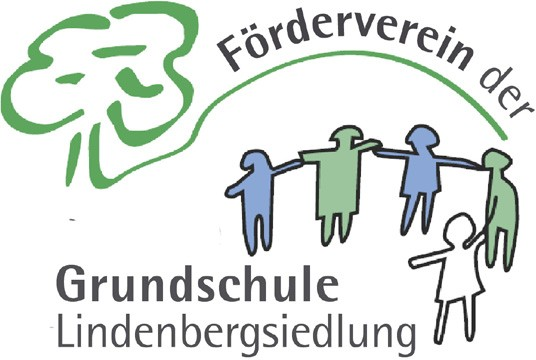 Förderverein der
Grundschule
Lindenbergsiedlung